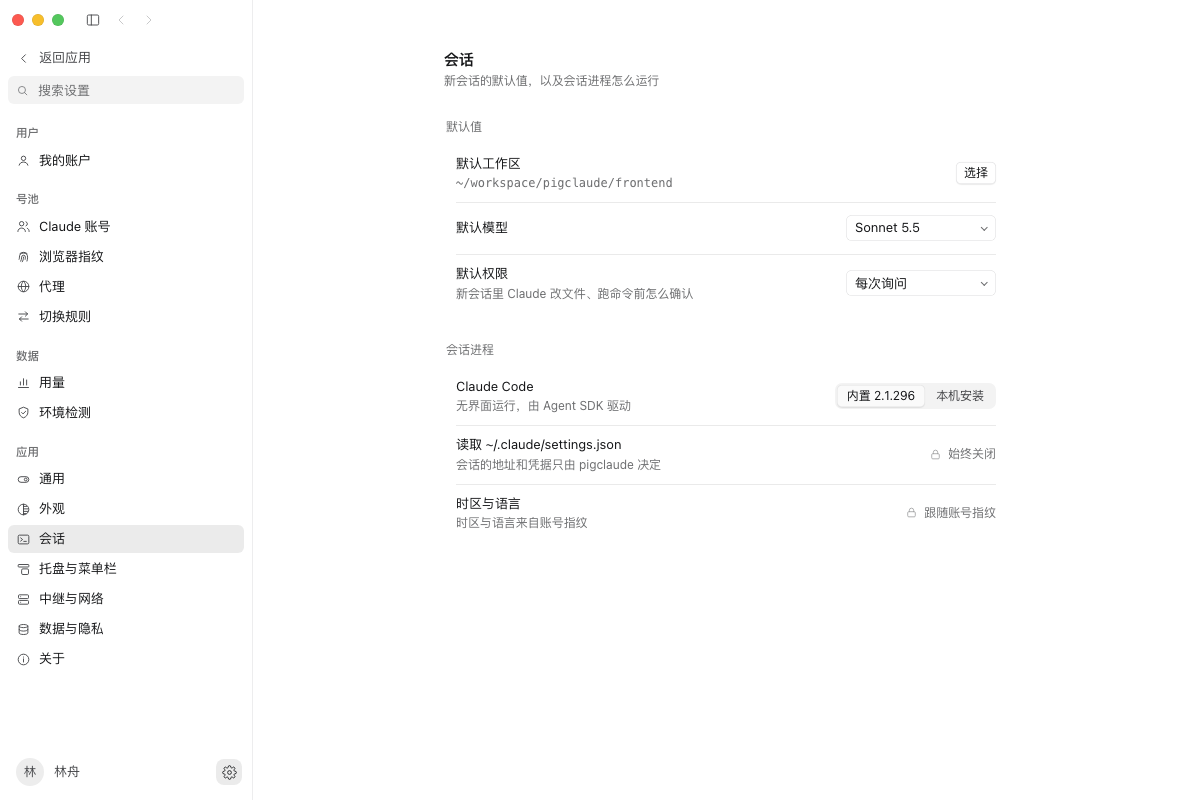 返回应用
搜索设置
用户
我的账户
号池
Claude 账号
浏览器指纹
代理
切换规则
数据
用量
环境检测
应用
通用
外观
会话
托盘与菜单栏
中继与网络
数据与隐私
关于
林 林舟
会话
新会话的默认值，以及会话进程怎么运行
默认值
默认工作区
~/workspace/pigclaude/frontend
选择
默认模型
Sonnet 5.5
默认权限
新会话里 Claude 改文件、跑命令前怎么确认
每次询问
会话进程
Claude Code
无界面运行，由 Agent SDK 驱动
内置 2.1.296 本机安装
读取 ~/.claude/settings.json
会话的地址和凭据只由 pigclaude 决定
始终关闭
时区与语言
时区与语言来自账号指纹
跟随账号指纹